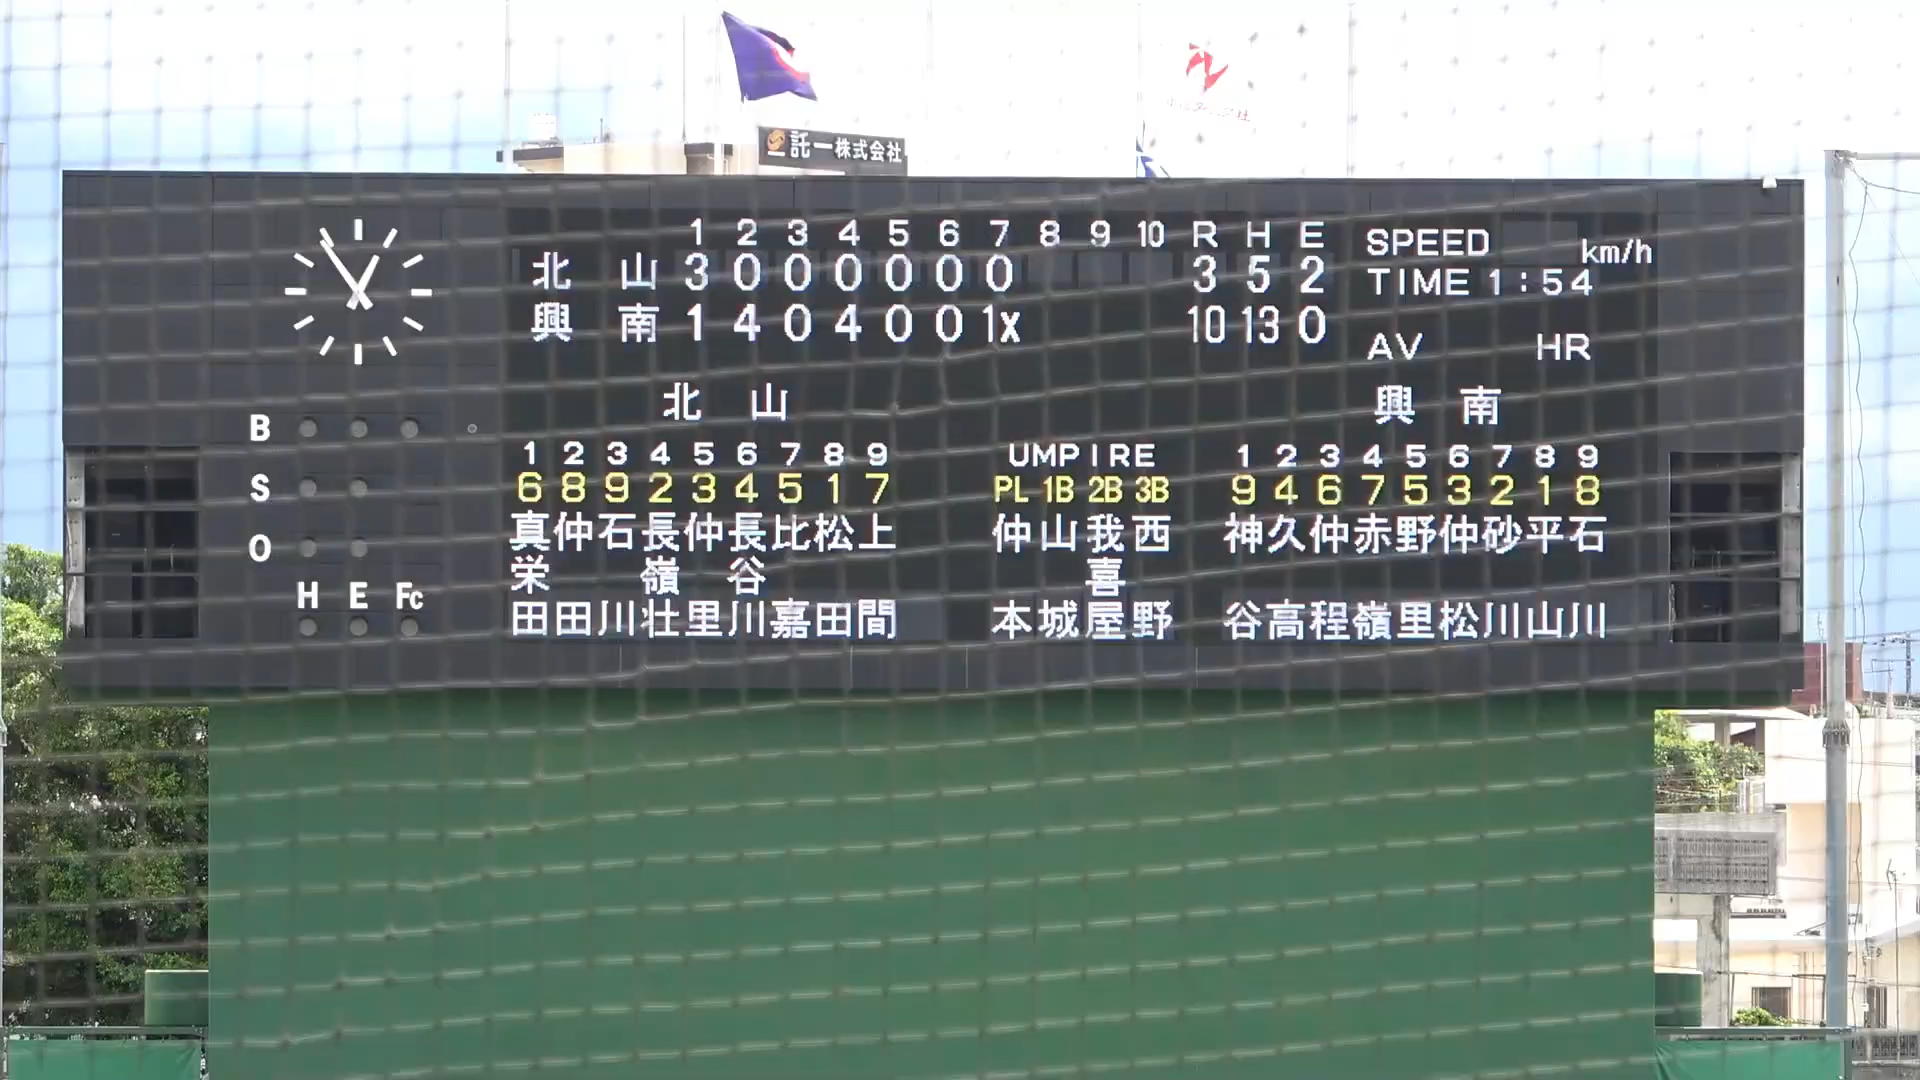 託一株式会社
1 2 3 4 5 6 7 8 9 10 R H E
北山 3 0 0 0 0 0 0 3 5 2
興南 1 4 0 4 0 0 1x 10 13 0
SPEED km/h
TIME 1:54
AV HR
B
S
O
H E Fc
北山
1 2 3 4 5 6 7 8 9
6 8 9 2 3 4 5 1 7
真栄田 仲田 石川 長嶺壮 仲里 長谷川 比嘉 松田 上間
UMPIRE
PL 1B 2B 3B
仲本 山城 我喜屋 西野
興南
1 2 3 4 5 6 7 8 9
9 4 6 7 5 3 2 1 8
神谷 久高 仲程 赤嶺 野里 仲松 砂川 平山 石川